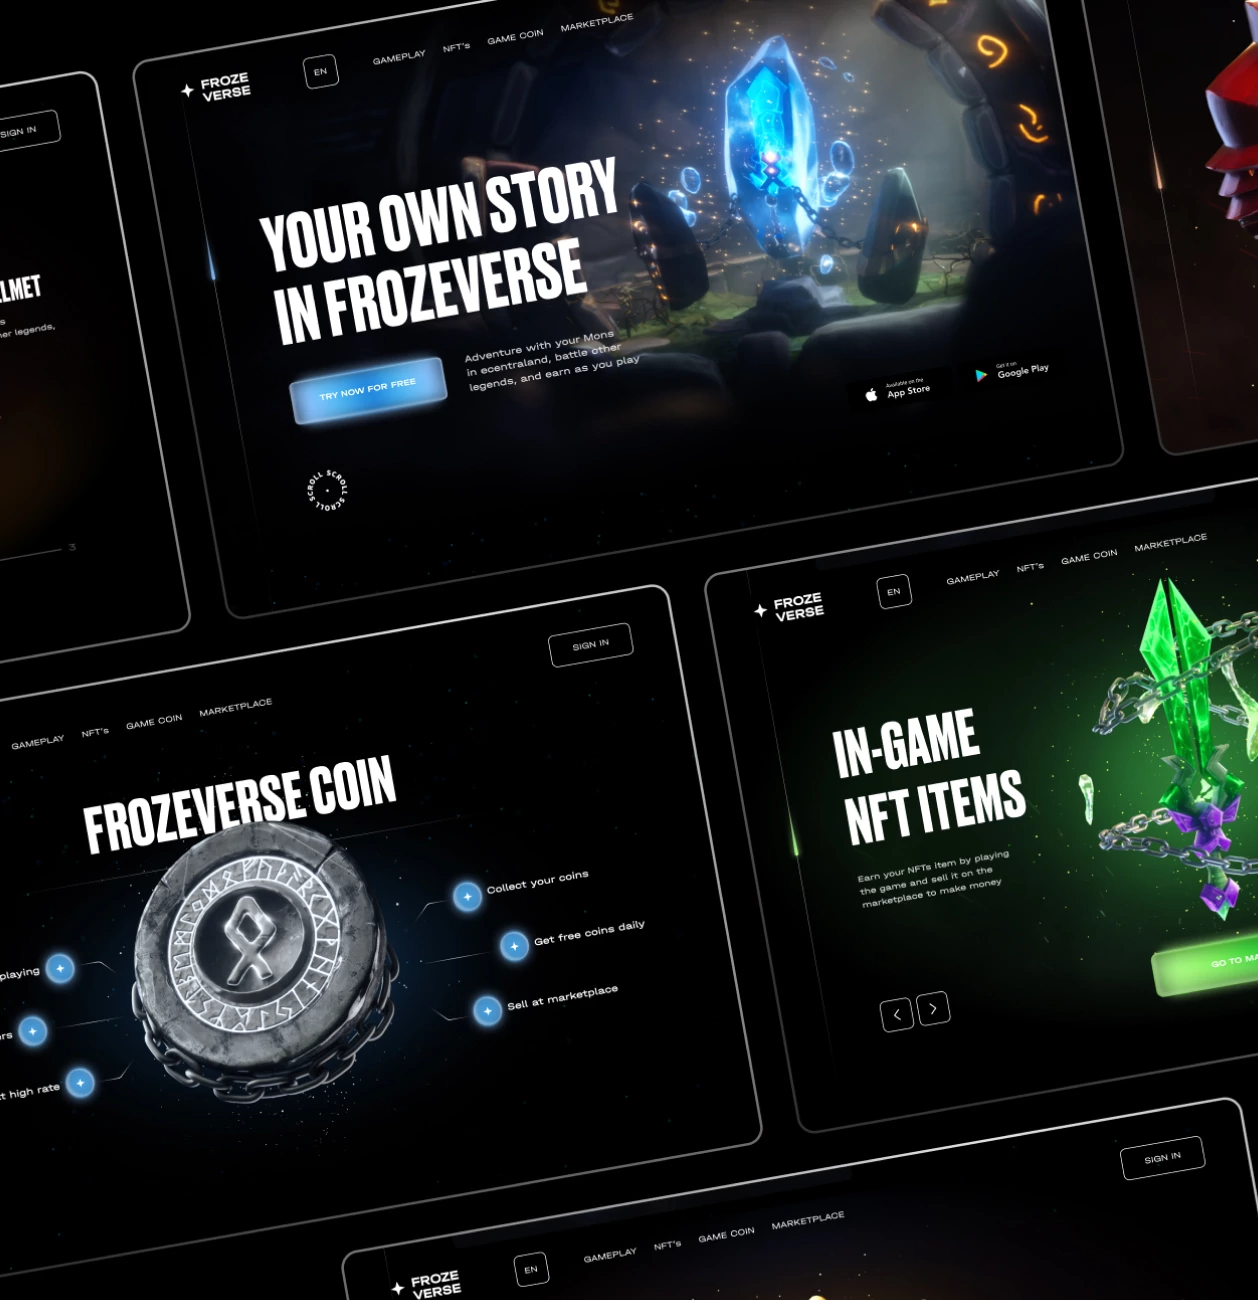 SIGN IN
FROZE
VERSE
EN
GAMEPLAY
NFT's
GAME COIN
MARKETPLACE
YOUR OWN STORY
IN FROZEVERSE
TRY NOW FOR FREE
Adventure with your Mons
in ecentraland, battle other
legends, and earn as you play
Available on the
App Store
Get it on
Google Play
SCROLL SCROLL SCROLL SCROLL
legends,
3
GAMEPLAY
NFT's
GAME COIN
MARKETPLACE
SIGN IN
FROZEVERSE COIN
playing
high rate
Collect your coins
Get free coins daily
Sell at marketplace
FROZE
VERSE
EN
GAMEPLAY
NFT's
GAME COIN
MARKETPLACE
IN-GAME
NFT ITEMS
Earn your NFTs item by playing
the game and sell it on the
marketplace to make money
GO TO MA
FROZE
VERSE
EN
GAMEPLAY
NFT's
GAME COIN
MARKETPLACE
SIGN IN